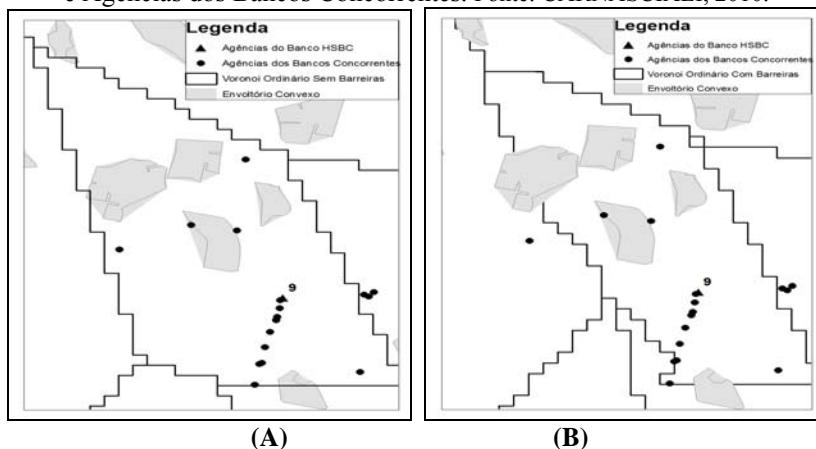 e Agências dos Bancos Concorrentes. Fonte: CARNASCIALI, 2010.
Legenda
Agências do Banco HSBC
Agências dos Bancos Concorrentes
Voronoi Ordinário Sem Barreiras
Envoltório Convexo
9
(A)
Legenda
Agências do Banco HSBC
Agências dos Bancos Concorrentes
Voronoi Ordinário Com Barreiras
Envoltório Convexo
9
(B)